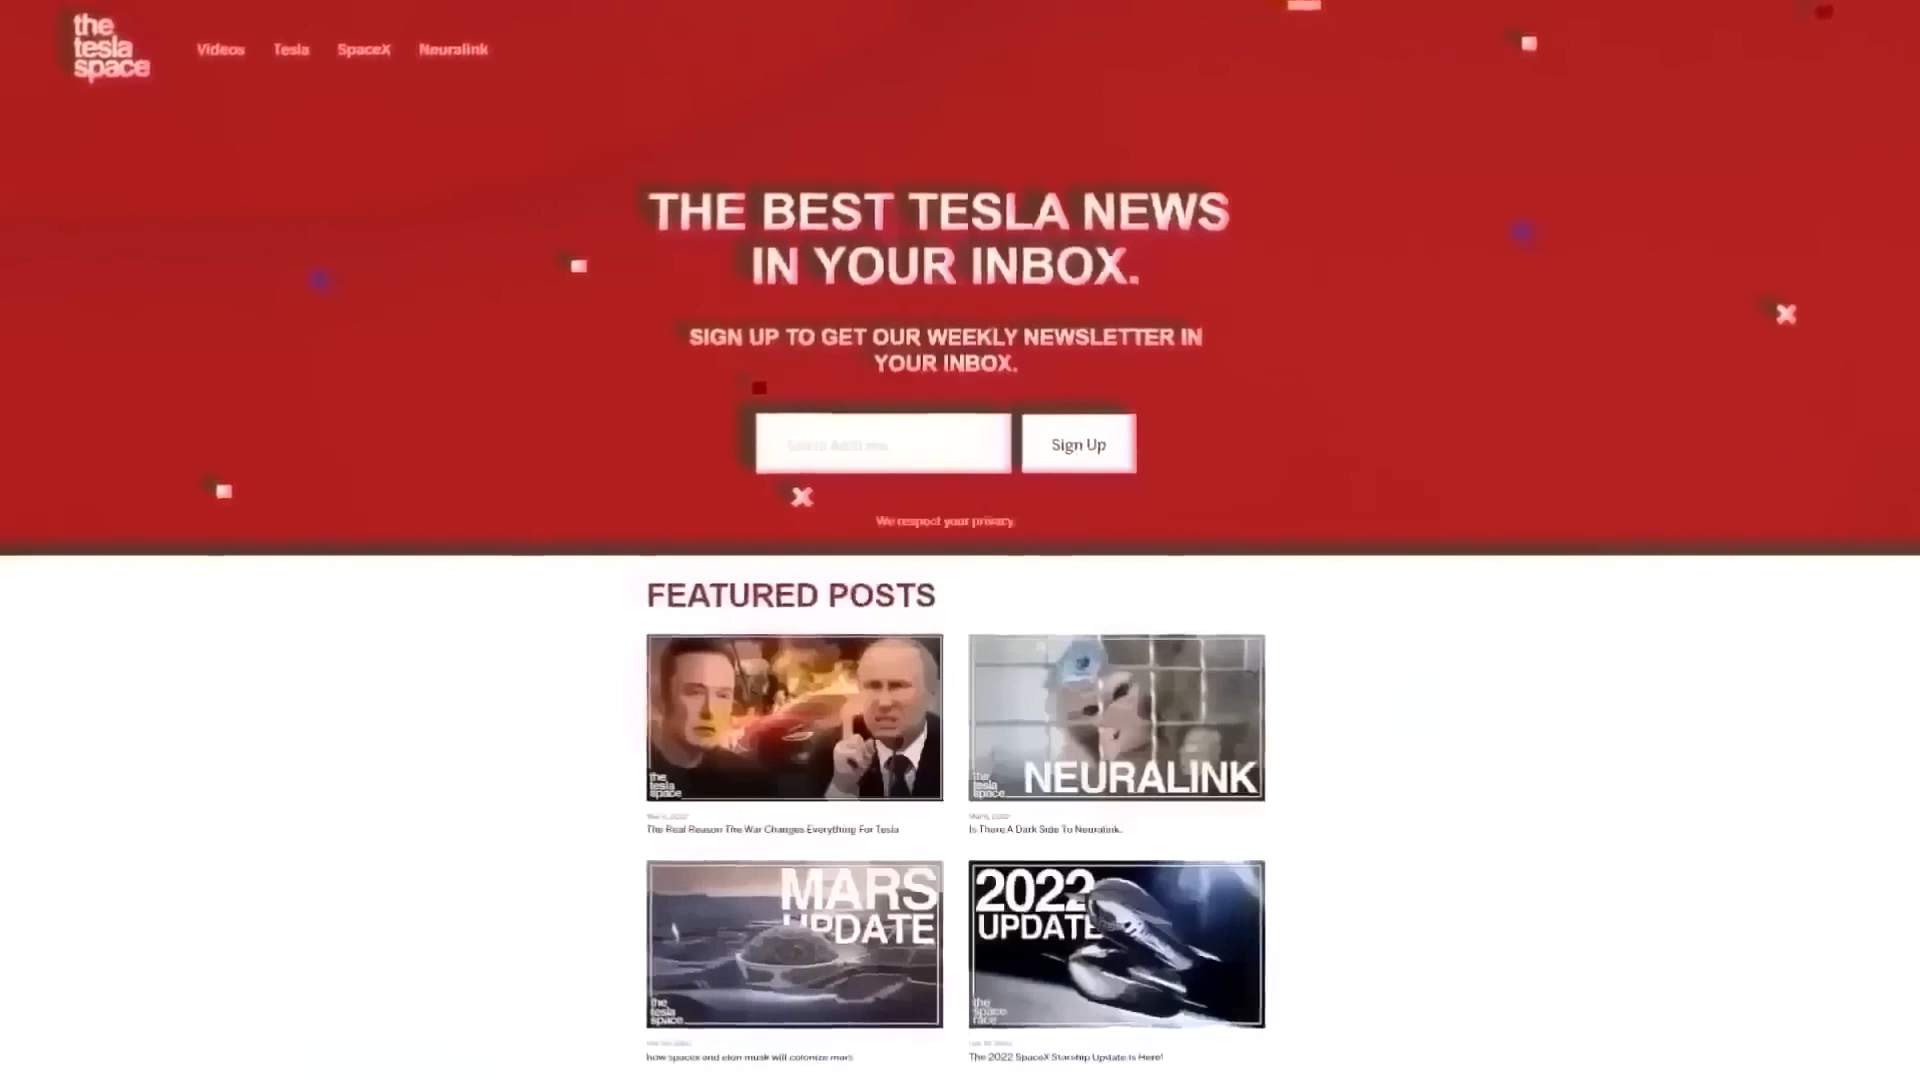 the
tesla
space
Videos Tesla SpaceX Neuralink
THE BEST TESLA NEWS
IN YOUR INBOX.
SIGN UP TO GET OUR WEEKLY NEWSLETTER IN
YOUR INBOX.
Sign Up
We respect your privacy.
FEATURED POSTS
the
tesla
space
the
tesla
space
NEURALINK
The Real Reason The War Changes Everything For Tesla
Is There A Dark Side To Neuralink.
MARS
UPDATE
the
tesla
space
2022
UPDATE
the
space
race
how spacex and elon musk will colonize mars
The 2022 SpaceX Starship Update Is Here!